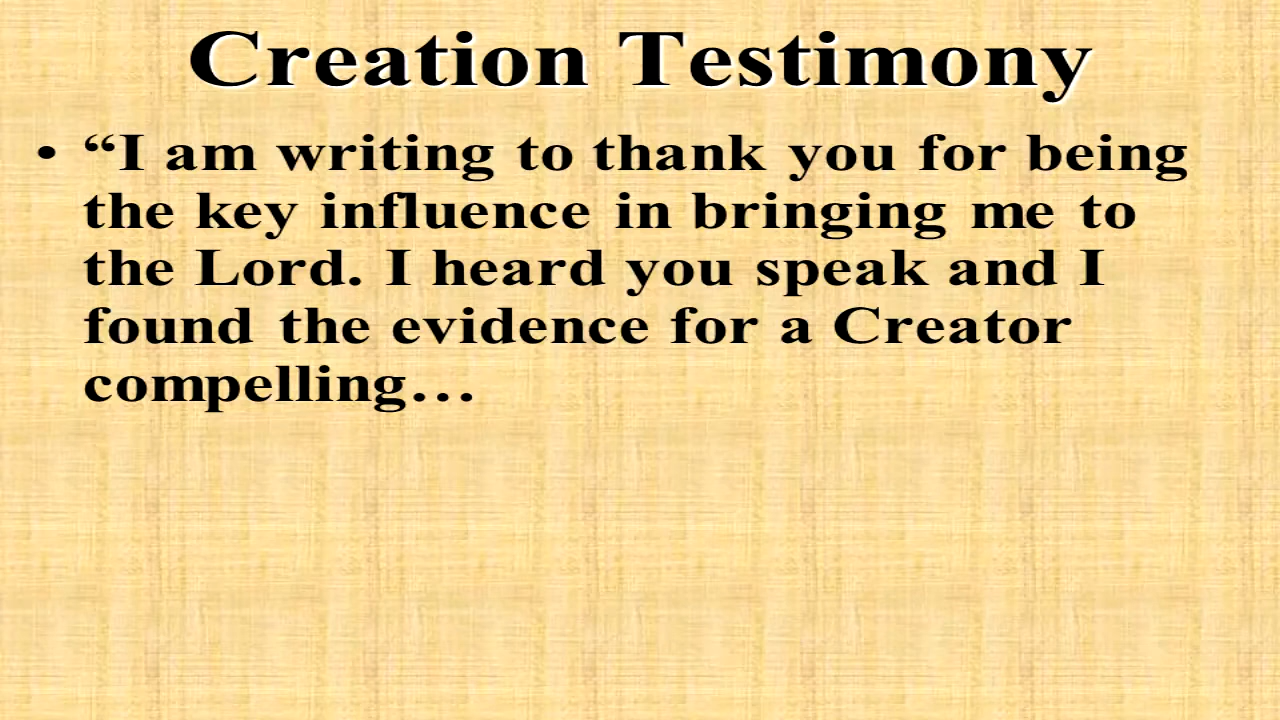 Creation Testimony
• “I am writing to thank you for being
the key influence in bringing me to
the Lord. I heard you speak and I
found the evidence for a Creator
compelling…